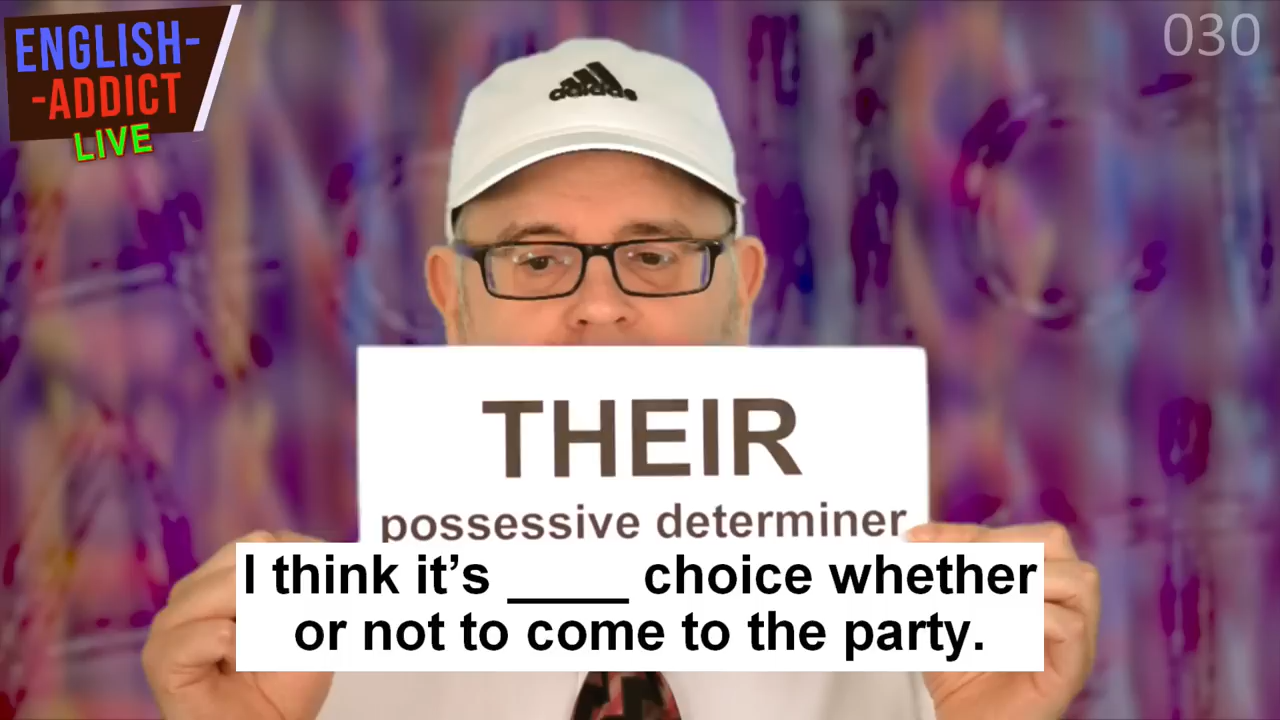 ENGLISH-
-ADDICT
LIVE
030
adidas
THEIR
possessive determiner
I think it’s ____ choice whether
or not to come to the party.